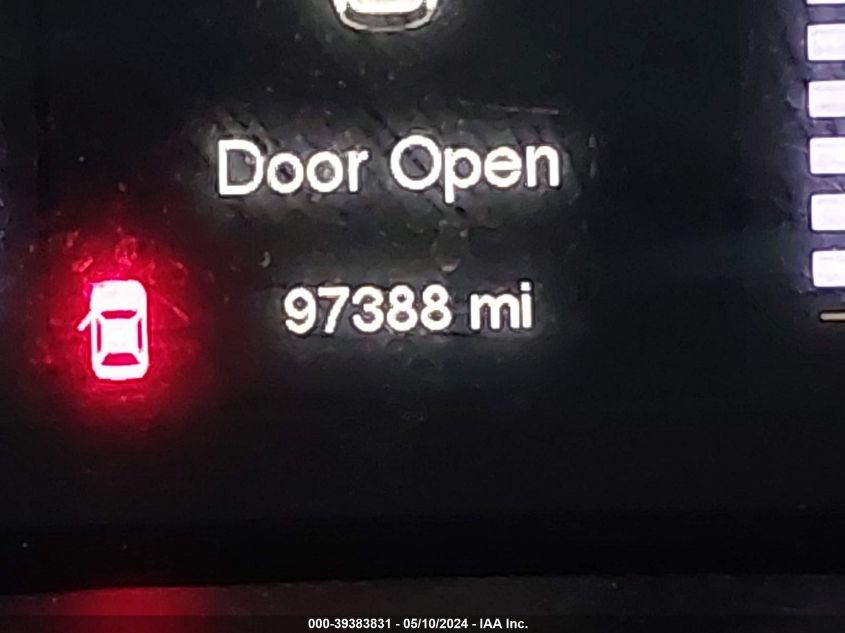 Door Open
97388 mi
000-39383831 - 05/10/2024 - IAA Inc.